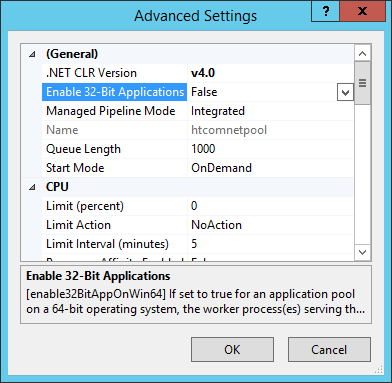 Advanced Settings
(General)
.NET CLR Version v4.0
Enable 32-Bit Applications False
Managed Pipeline Mode Integrated
Name htcomnetpool
Queue Length 1000
Start Mode OnDemand
CPU
Limit (percent) 0
Limit Action NoAction
Limit Interval (minutes) 5
Enable 32-Bit Applications
[enable32BitAppOnWin64] If set to true for an application pool
on a 64-bit operating system, the worker process(es) serving th...
OK Cancel